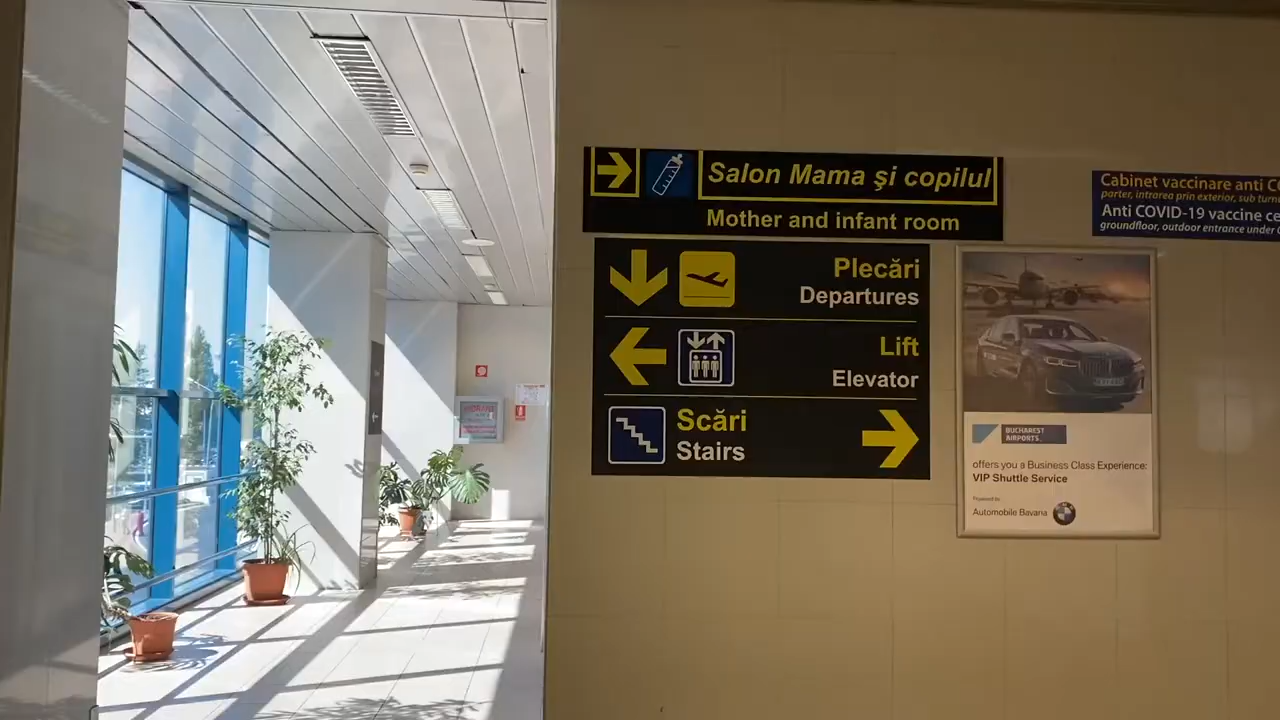 Salon Mama şi copilul
Mother and infant room
Cabinet vaccinare anti
parter, intrarea prin exterior, sub
Anti COVID-19 vaccine
groundfloor, outdoor entrance under
Plecări
Departures
Lift
Elevator
Scări
Stairs
BUCHAREST
AIRPORTS
offers you a Business Class Experience:
VIP Shuttle Service
Powered by
Automobile Bavaria